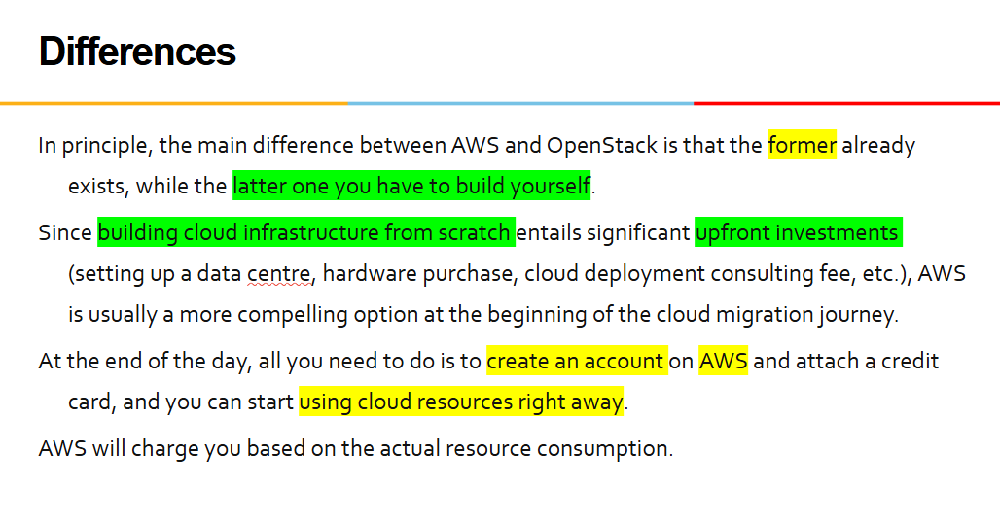 Differences
In principle, the main difference between AWS and OpenStack is that the former already
exists, while the latter one you have to build yourself.
Since building cloud infrastructure from scratch entails significant upfront investments
(setting up a data centre, hardware purchase, cloud deployment consulting fee, etc.), AWS
is usually a more compelling option at the beginning of the cloud migration journey.
At the end of the day, all you need to do is to create an account on AWS and attach a credit
card, and you can start using cloud resources right away.
AWS will charge you based on the actual resource consumption.